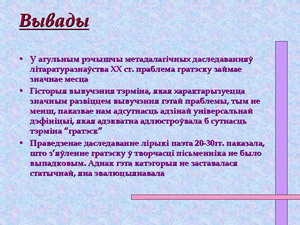 Вывады
• У агульным рэчышчы метадалагічных даследаванняў
літаратуразнаўства ХХ ст. праблема гратэску займае
значнае месца
• Гісторыя вывучэння тэрміна, якая характарызуецца
значным развіццем вывучэння гэтай праблемы, тым не
менш, паказвае нам адсутнасць адзінай універсальнай
дэфініцыі, якая адэкватна адлюстроўвала б сутнасць
тэрміна “гратэск”
• Праведзенае даследаванне лірыкі паэта 20-30гг. паказала,
што з’яўленне гратэску ў творчасці пісьменніка не было
выпадковым. Аднак гэта катэгорыя не заставалася
статычнай, яна эвалюцыянавала